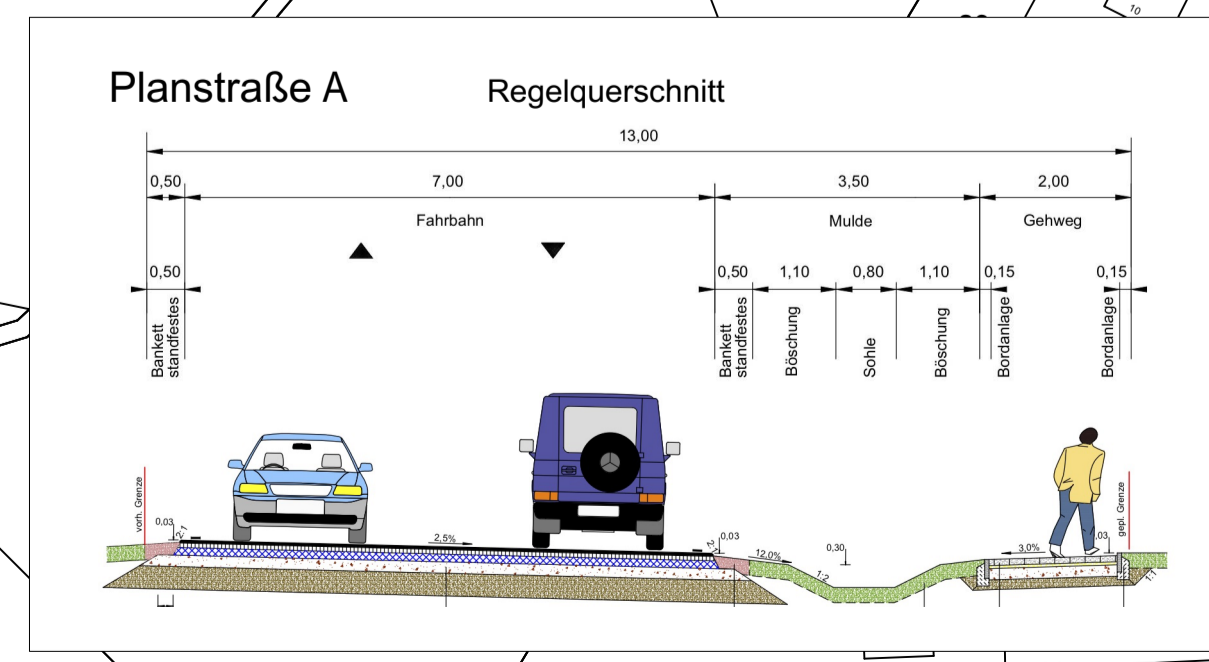 10
Planstraße A
Regelquerschnitt
13,00
0,50
7,00
3,50
2,00
Fahrbahn
Mulde
Gehweg
0,50
0,50
1,10
0,80
1,10
0,15
0,15
Bankett
standfestes
Bankett
standfestes
Böschung
Sohle
Böschung
Bordanlage
Bordanlage
vorh. Grenze
gepl. Grenze
0,03
2,5%
0,03
12,0%
1:2
0,30
3,0%
1:1